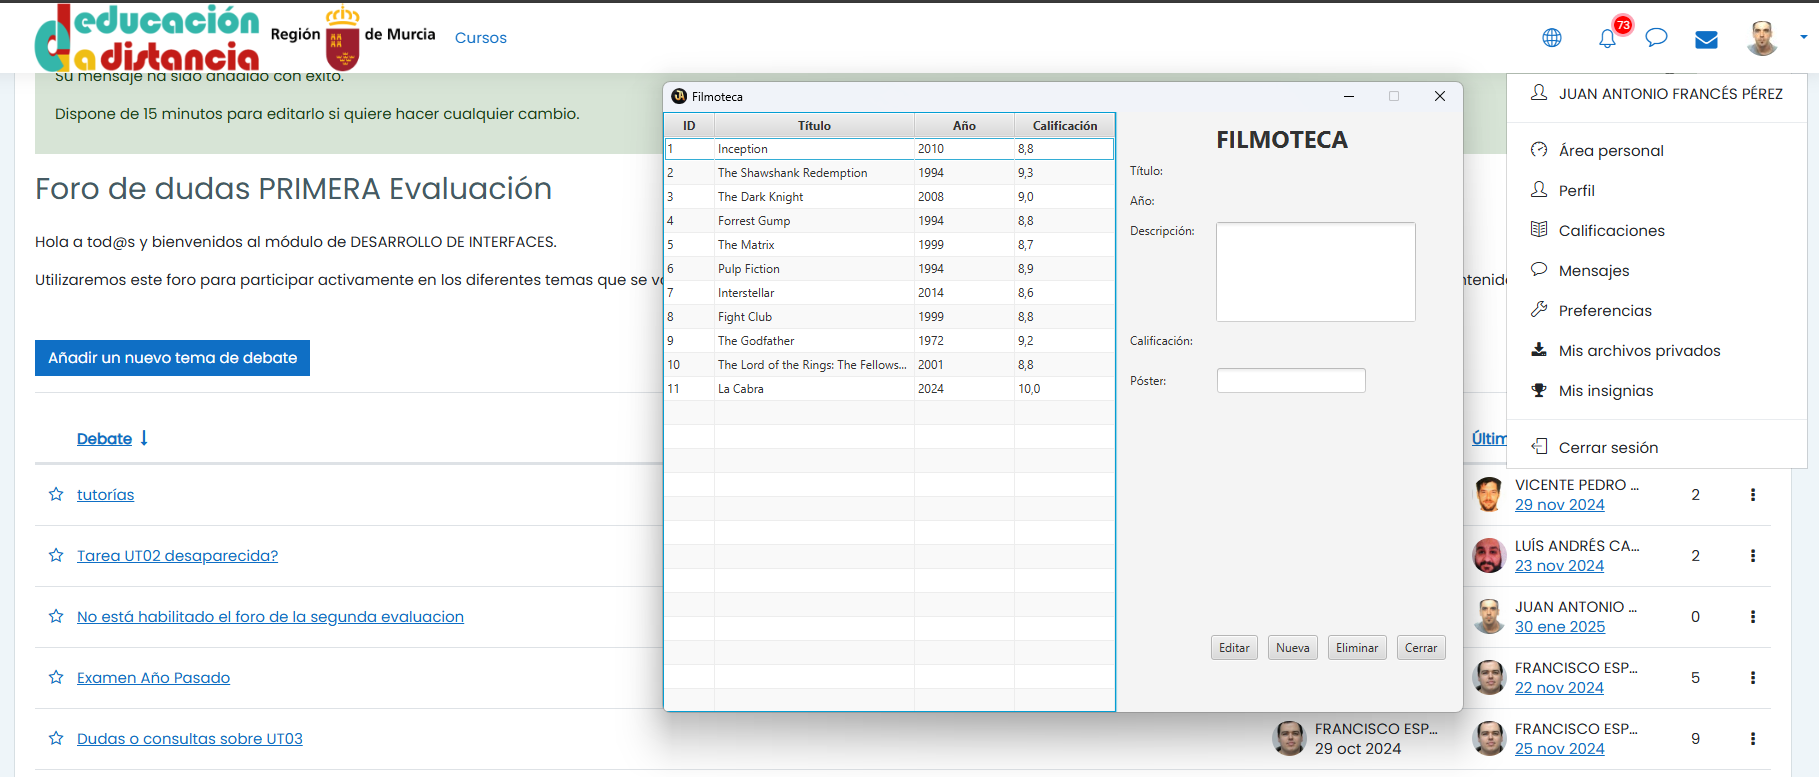 educación
a distancia
Región de Murcia
Cursos
73
Su mensaje ha sido añadido con éxito.
Dispone de 15 minutos para editarlo si quiere hacer cualquier cambio.
Foro de dudas PRIMERA Evaluación
Hola a tod@s y bienvenidos al módulo de DESARROLLO DE INTERFACES.
Utilizaremos este foro para participar activamente en los diferentes temas que se
Añadir un nuevo tema de debate
Debate ↓
tutorías
Tarea UT02 desaparecida?
No está habilitado el foro de la segunda evaluacion
Examen Año Pasado
Dudas o consultas sobre UT03
Filmoteca
ID Título Año Calificación
1 Inception 2010 8,8
2 The Shawshank Redemption 1994 9,3
3 The Dark Knight 2008 9,0
4 Forrest Gump 1994 8,8
5 The Matrix 1999 8,7
6 Pulp Fiction 1994 8,9
7 Interstellar 2014 8,6
8 Fight Club 1999 8,8
9 The Godfather 1972 9,2
10 The Lord of the Rings: The Fellows... 2001 8,8
11 La Cabra 2024 10,0
FILMOTECA
Título:
Año:
Descripción:
Calificación:
Póster:
Editar Nueva Eliminar Cerrar
JUAN ANTONIO FRANCÉS PÉREZ
Área personal
Perfil
Calificaciones
Mensajes
Preferencias
Mis archivos privados
Mis insignias
Cerrar sesión
VICENTE PEDRO ...
29 nov 2024
2
LUÍS ANDRÉS CA...
23 nov 2024
2
JUAN ANTONIO ...
30 ene 2025
0
FRANCISCO ESP...
22 nov 2024
5
FRANCISCO ESP...
29 oct 2024
FRANCISCO ESP...
25 nov 2024
9